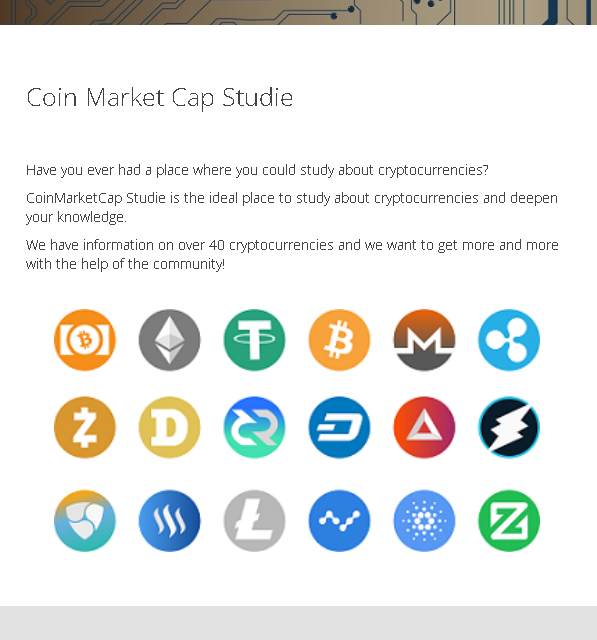 Coin Market Cap Studie
Have you ever had a place where you could study about cryptocurrencies?
CoinMarketCap Studie is the ideal place to study about cryptocurrencies and deepen
your knowledge.
We have information on over 40 cryptocurrencies and we want to get more and more
with the help of the community!